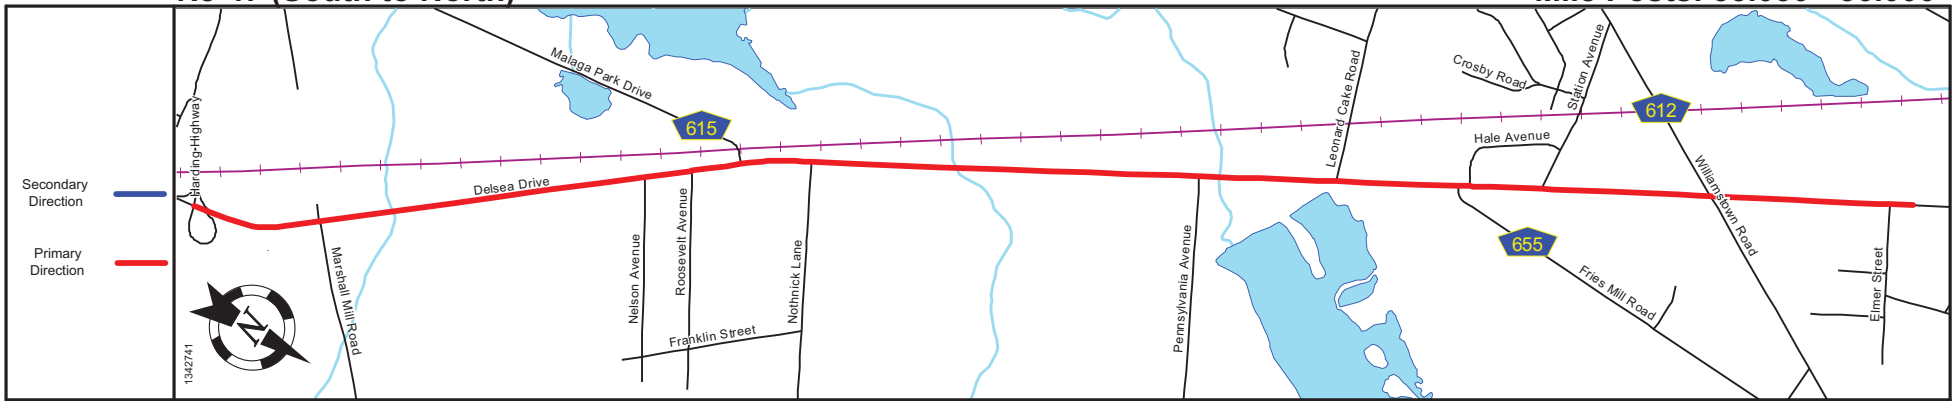 Secondary
Direction
Primary
Direction
Harding Highway
Malaga Park Drive
615
Delsea Drive
Marshall Mill Road
Nelson Avenue
Roosevelt Avenue
Nothnick Lane
Franklin Street
Pennsylvania Avenue
Leonard Cake Road
Crosby Road
Station Avenue
Hale Avenue
612
Williamstown Road
655
Fries Mill Road
Elmer Street
N
1342741